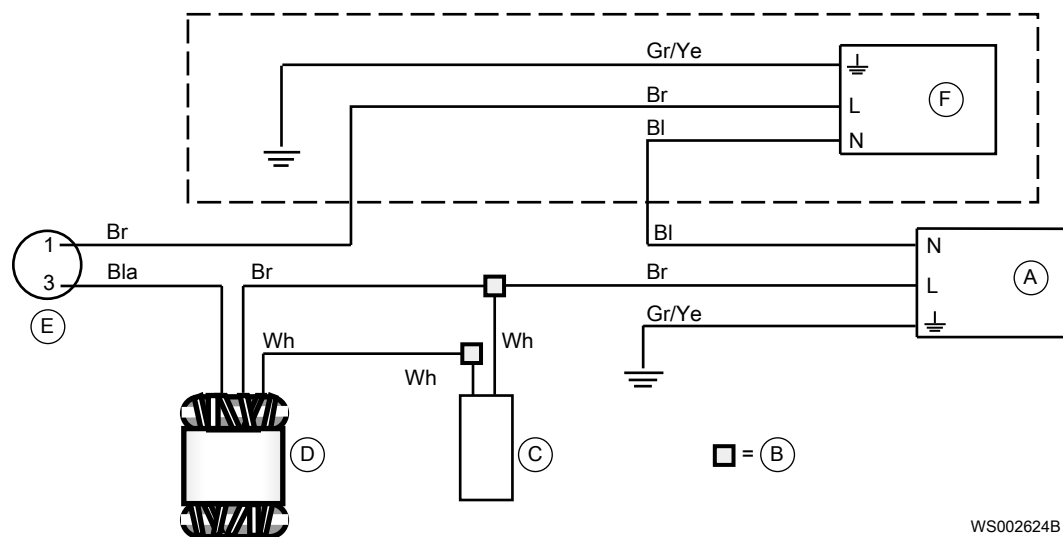 Gr/Ye
F
Br
L
Bl
N
Br
1
Bl
N
Bla
3
Br
Br
L
A
E
Gr/Ye
Wh
Wh
Wh
D
C
= B
WS002624B